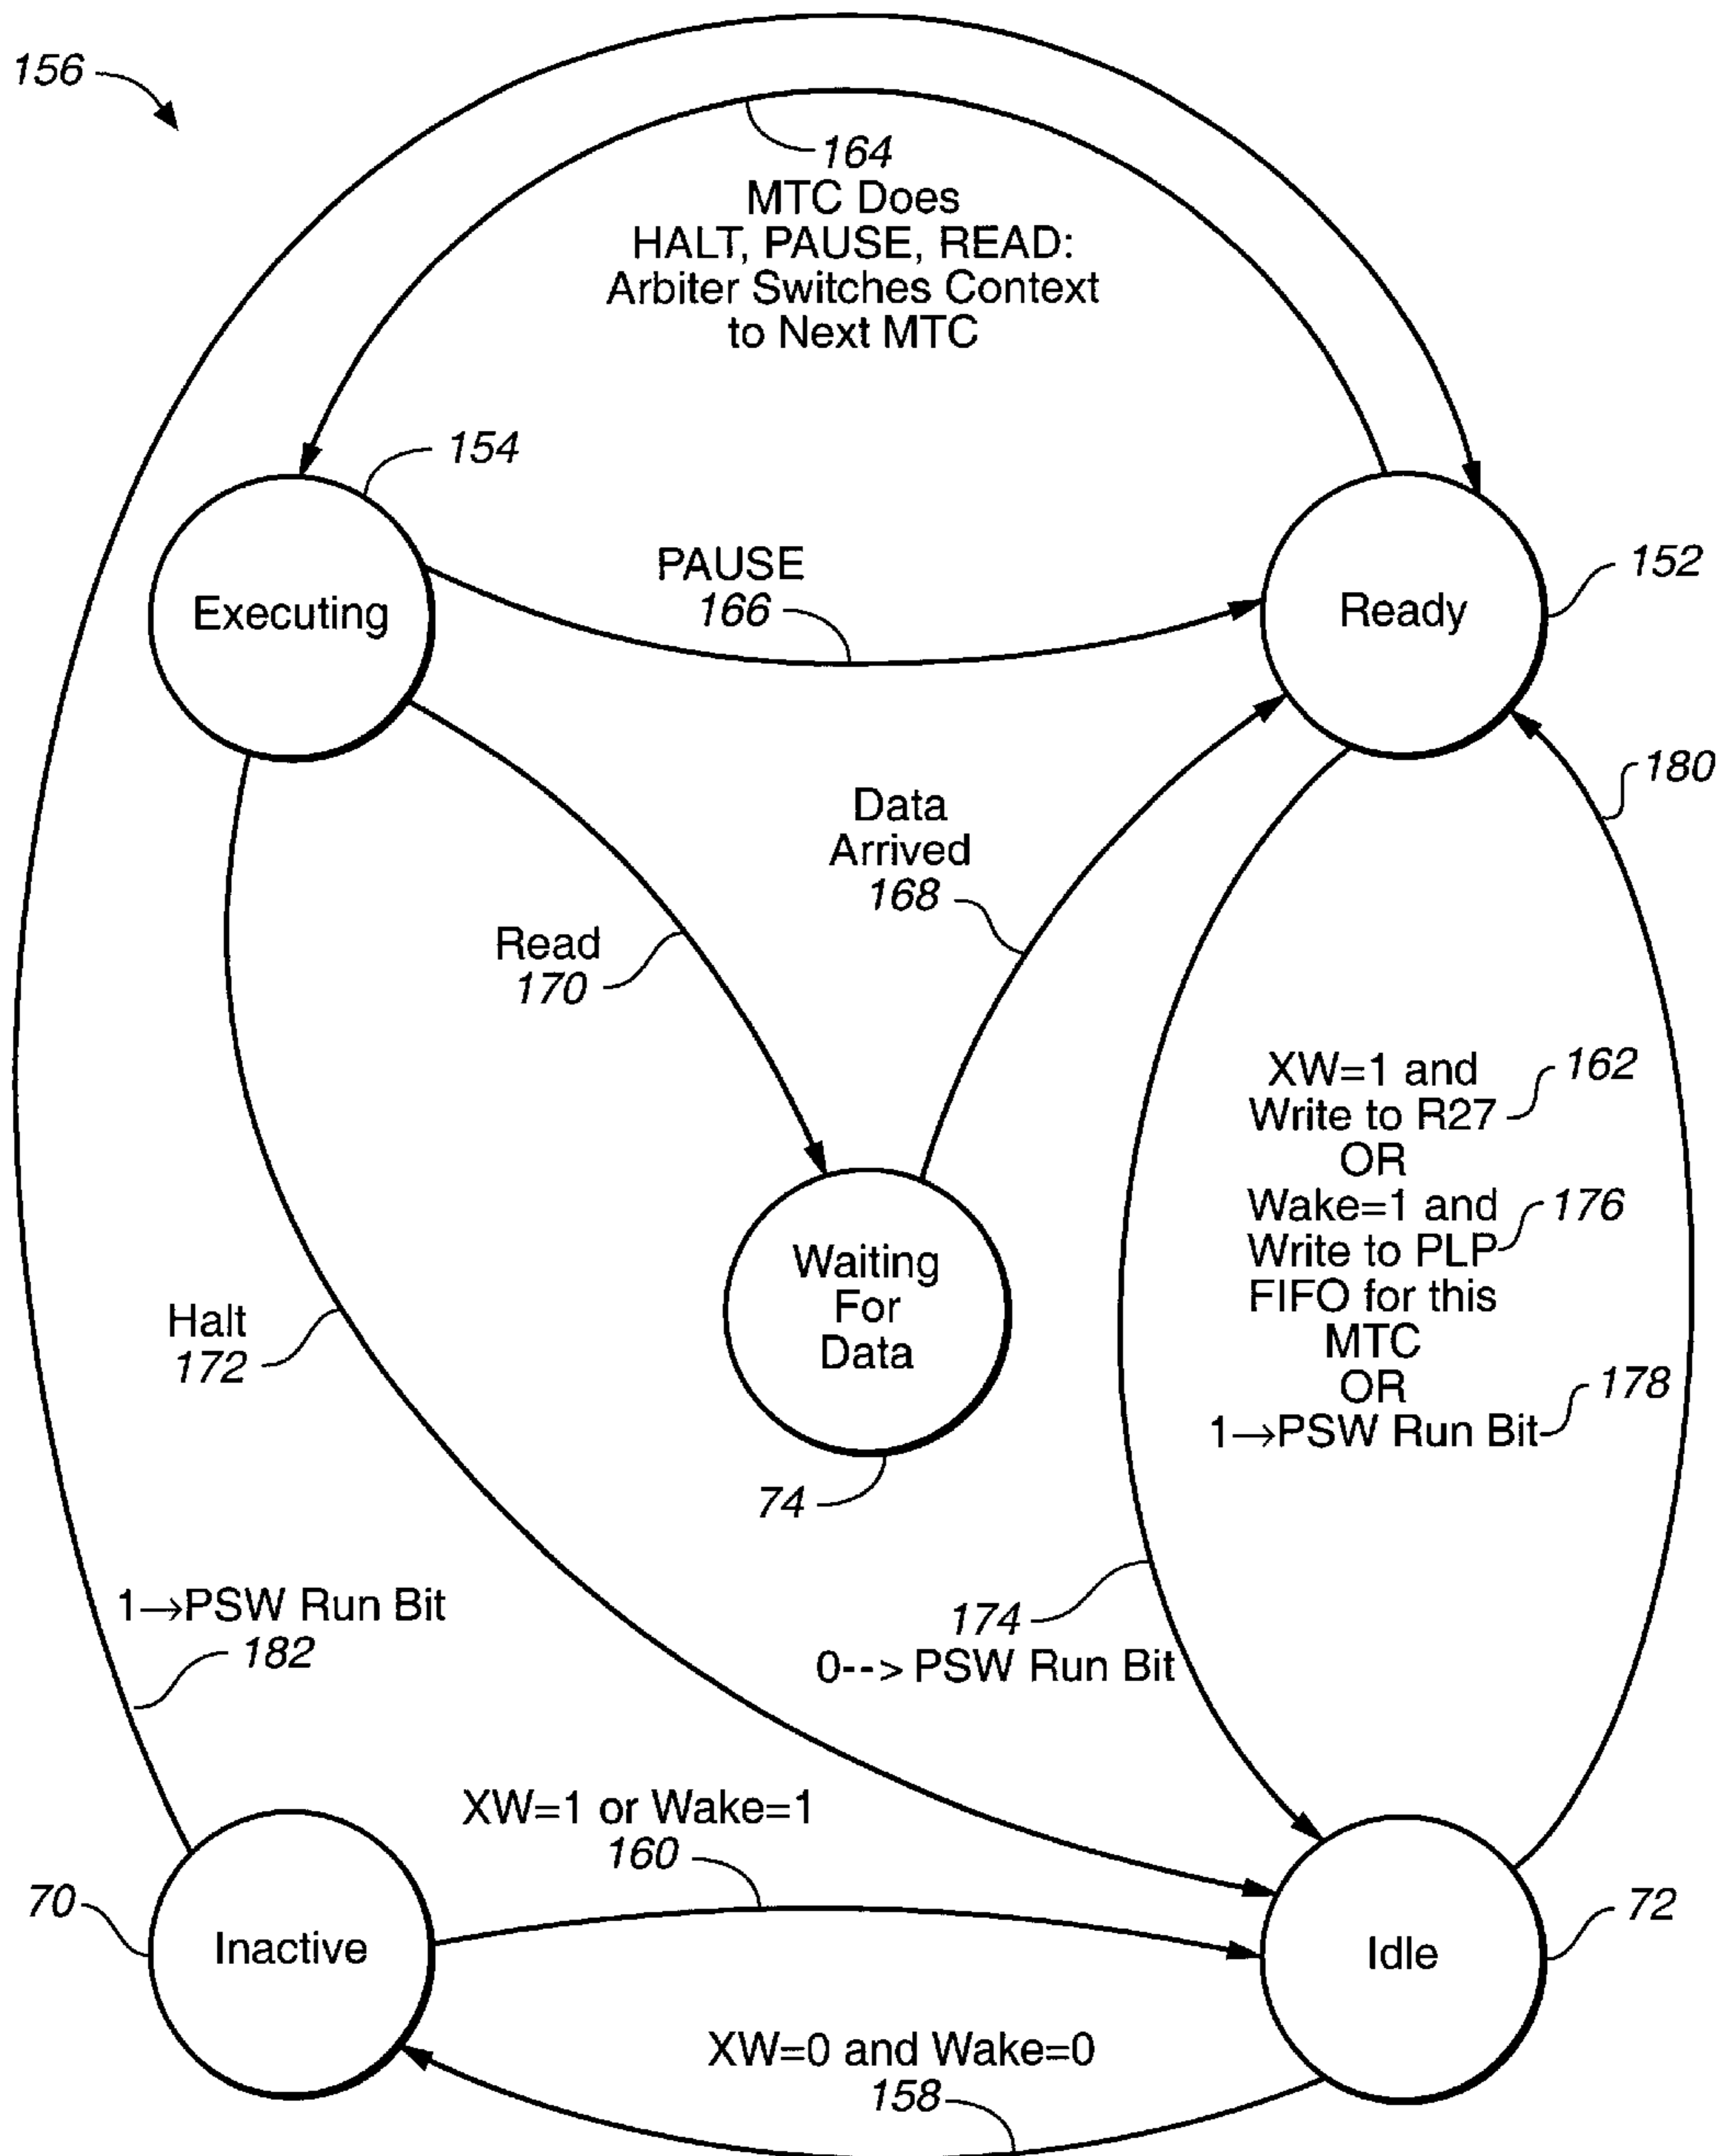 156
164
MTC Does
HALT, PAUSE, READ:
Arbiter Switches Context
to Next MTC
154
Executing
PAUSE
166
Ready
152
180
Data
Arrived
168
Read
170
XW=1 and
162
Write to R27
OR
Wake=1 and
176
Write to PLP
FIFO for this
MTC
OR
178
1→PSW Run Bit
Waiting
For
Data
74
Halt
172
174
0--> PSW Run Bit
1→PSW Run Bit
182
XW=1 or Wake=1
160
70
Inactive
Idle
72
XW=0 and Wake=0
158